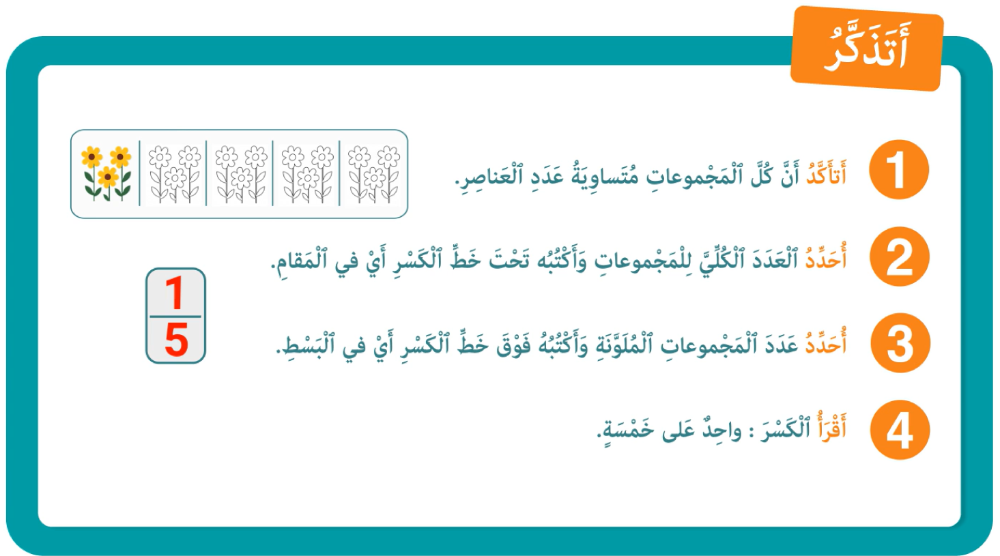 أَتَذَكَّرُ
1 أَتأَكَّدُ أَنَّ كُلَّ ٱلْمَجْموعاتِ مُتَساوِيَةُ عَدَدِ ٱلْعَناصِرِ.
2 أُحَدِّدُ ٱلْعَدَدَ ٱلْكُلِّيَّ لِلْمَجْموعاتِ وَأَكْتُبُه تَحْتَ خَطِّ ٱلْكَسْرِ أَيْ في ٱلْمَقامِ.
1
5
3 أُحَدِّدُ عَدَدَ ٱلْمَجْموعاتِ ٱلْمُلَوَّنَةِ وَأَكْتُبُهُ فَوْقَ خَطِّ ٱلْكَسْرِ أَيْ في ٱلْبَسْطِ.
4 أَقْرَأُ ٱلْكَسْرَ : واحِدٌ عَلى خَمْسَةٍ.